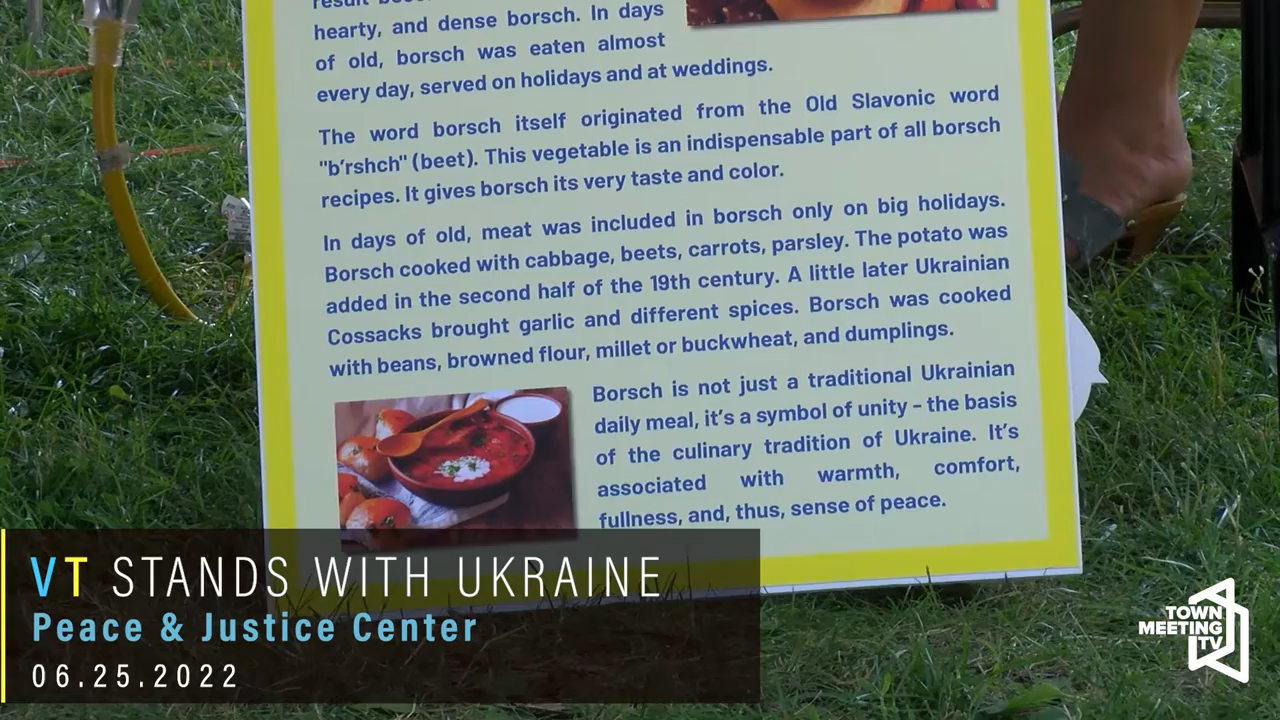 hearty, and dense borsch. In days
of old, borsch was eaten almost
every day, served on holidays and at weddings.
The word borsch itself originated from the Old Slavonic word
"b'rshch" (beet). This vegetable is an indispensable part of all borsch
recipes. It gives borsch its very taste and color.
In days of old, meat was included in borsch only on big holidays.
Borsch cooked with cabbage, beets, carrots, parsley. The potato was
added in the second half of the 19th century. A little later Ukrainian
Cossacks brought garlic and different spices. Borsch was cooked
with beans, browned flour, millet or buckwheat, and dumplings.
Borsch is not just a traditional Ukrainian
daily meal, it's a symbol of unity - the basis
of the culinary tradition of Ukraine. It's
associated with warmth, comfort,
fullness, and, thus, sense of peace.
VT STANDS WITH UKRAINE
Peace & Justice Center
06.25.2022
TOWN
MEETING
TV